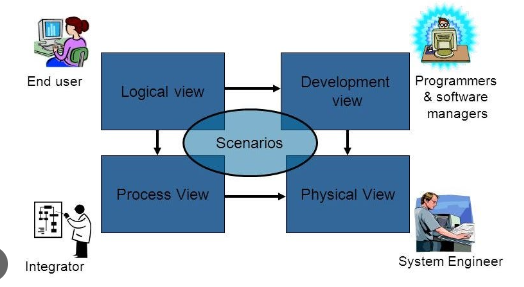 End user
Logical view
Development
view
Programmers
& software
managers
Scenarios
Process View
Physical View
Integrator
System Engineer